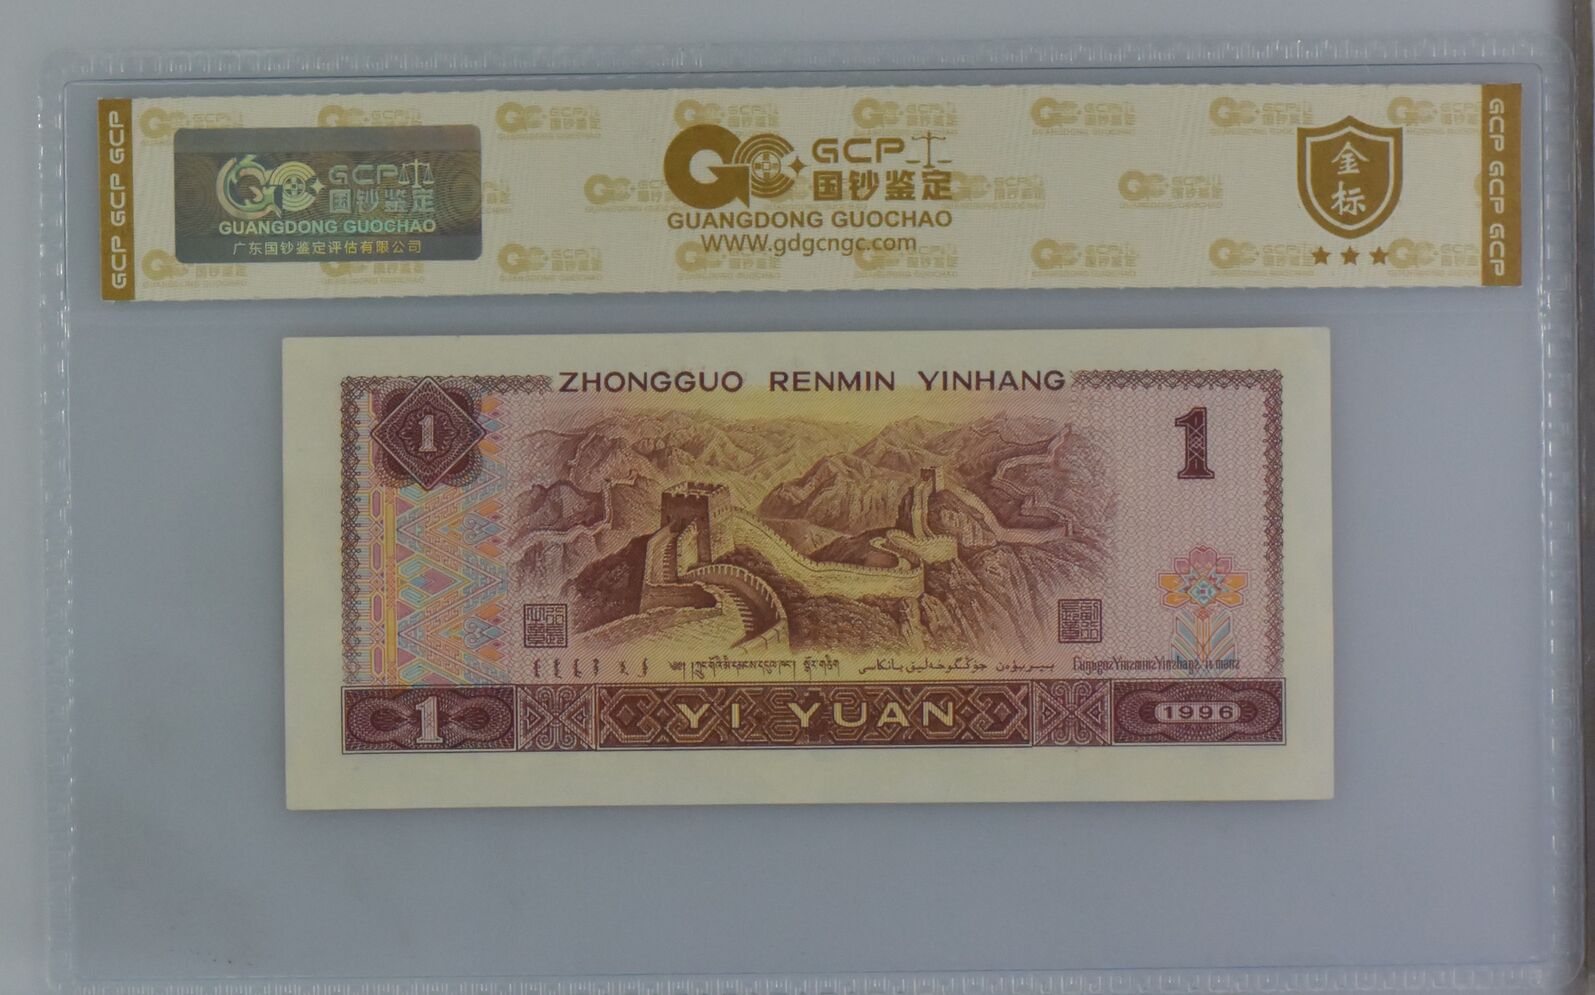 GCP
国钞鉴定
GUANGDONG GUOCHAO
广东国钞鉴定评估有限公司
GCP
国钞鉴定
GUANGDONG GUOCHAO
WWW.gdgcngc.com
金
标
GCP GCP GCP
GCP GCP GCP
ZHONGGUO RENMIN YINHANG
1
1
1
YI YUAN
1996